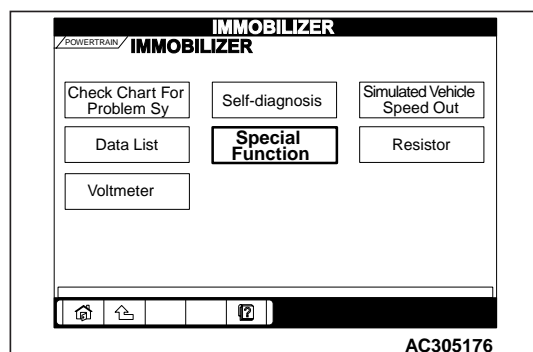 IMMOBILIZER
POWERTRAIN
IMMOBILIZER
Check Chart For
Problem Sy
Self-diagnosis
Simulated Vehicle
Speed Out
Data List
Special
Function
Resistor
Voltmeter
AC305176